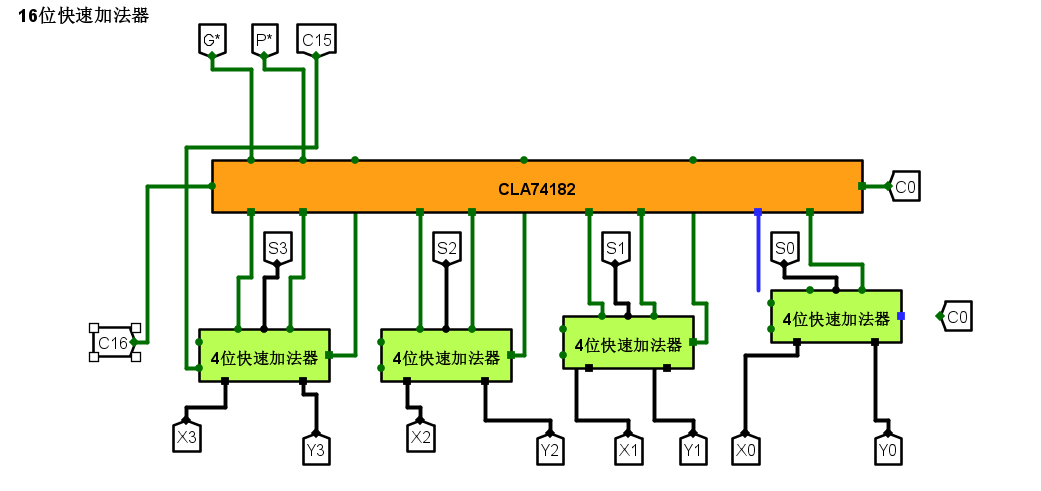 16位快速加法器
G*
P*
C15
CLA74182
C0
S3
S2
S1
S0
C16
4位快速加法器
4位快速加法器
4位快速加法器
4位快速加法器
C0
X3
Y3
X2
Y2
X1
Y1
X0
Y0